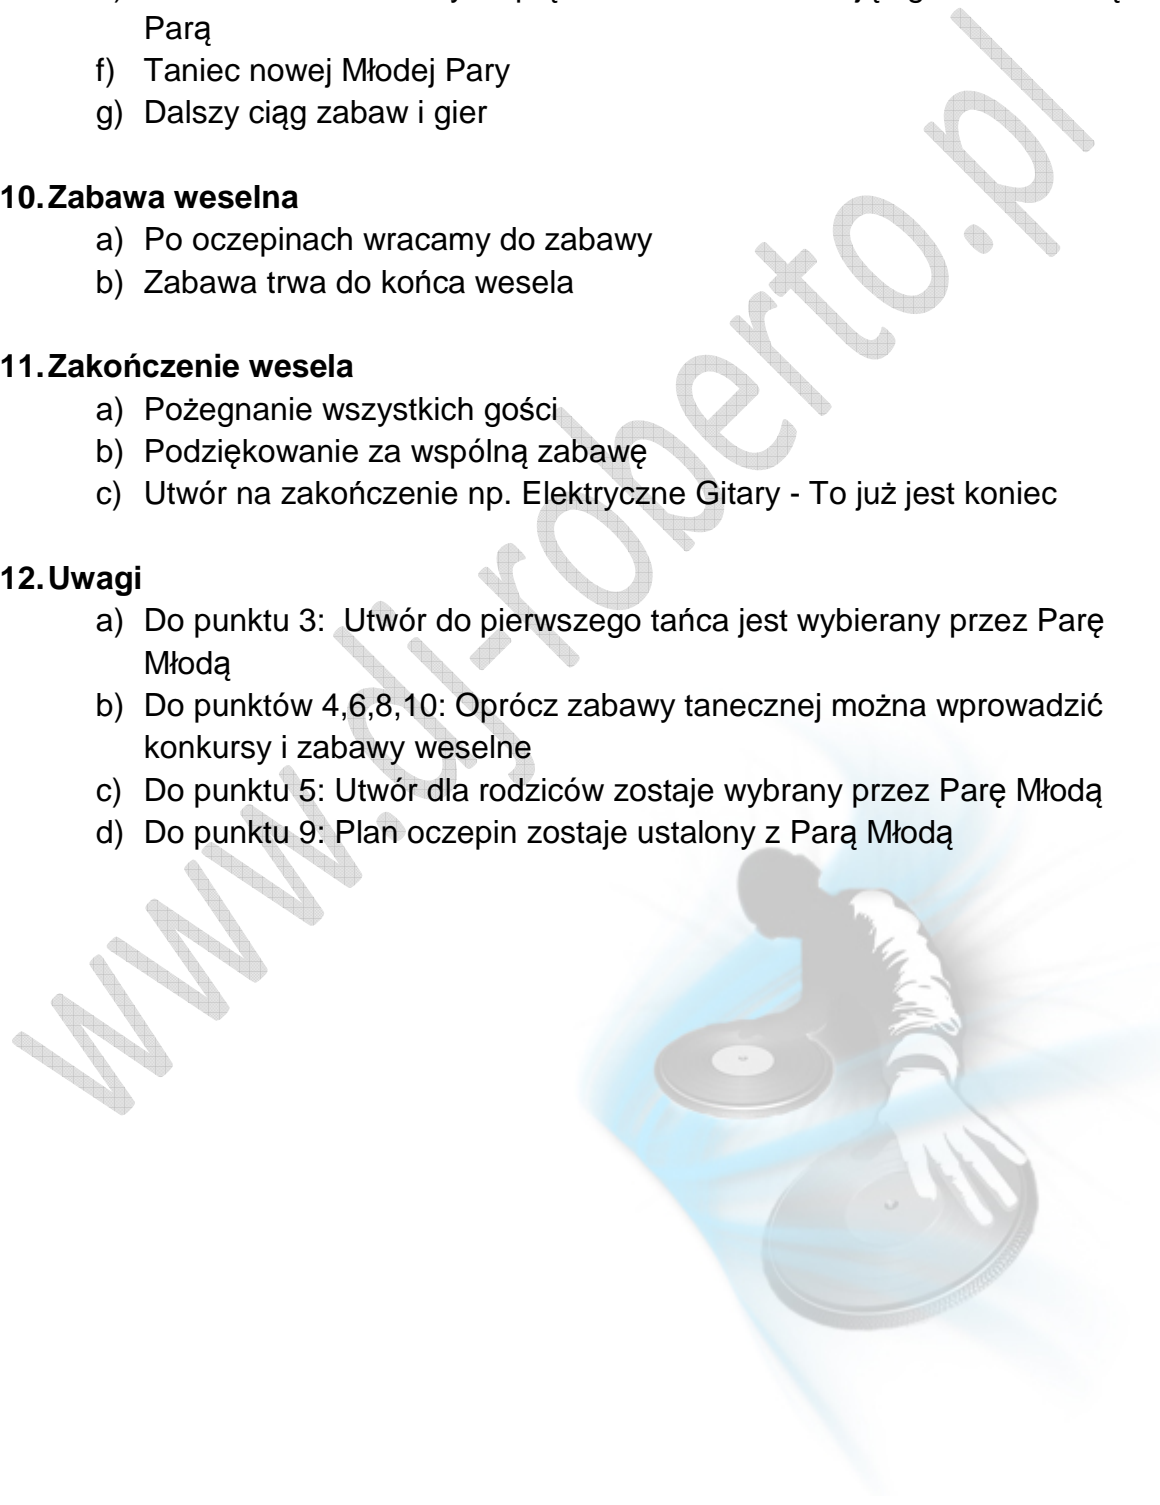 Parą
f) Taniec nowej Młodej Pary
g) Dalszy ciąg zabaw i gier
10. Zabawa weselna
a) Po oczepinach wracamy do zabawy
b) Zabawa trwa do końca wesela
11. Zakończenie wesela
a) Pożegnanie wszystkich gości
b) Podziękowanie za wspólną zabawę
c) Utwór na zakończenie np. Elektryczne Gitary - To już jest koniec
12. Uwagi
a) Do punktu 3: Utwór do pierwszego tańca jest wybierany przez Parę
Młodą
b) Do punktów 4,6,8,10: Oprócz zabawy tanecznej można wprowadzić
konkursy i zabawy weselne
c) Do punktu 5: Utwór dla rodziców zostaje wybrany przez Parę Młodą
d) Do punktu 9: Plan oczepin zostaje ustalony z Parą Młodą
www.dj-roberto.pl